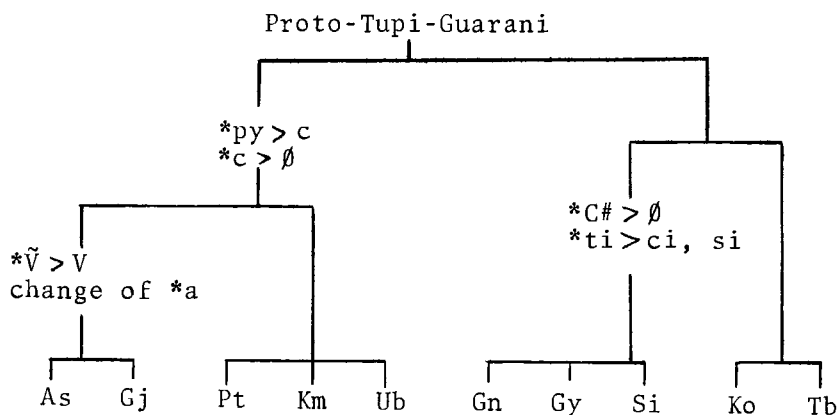 Proto-Tupi-Guarani
*py > c
*c > Ø
*C# > Ø
*ti > ci, si
*Ṽ > V
change of *a
As Gj Pt Km Ub Gn Gy Si Ko Tb